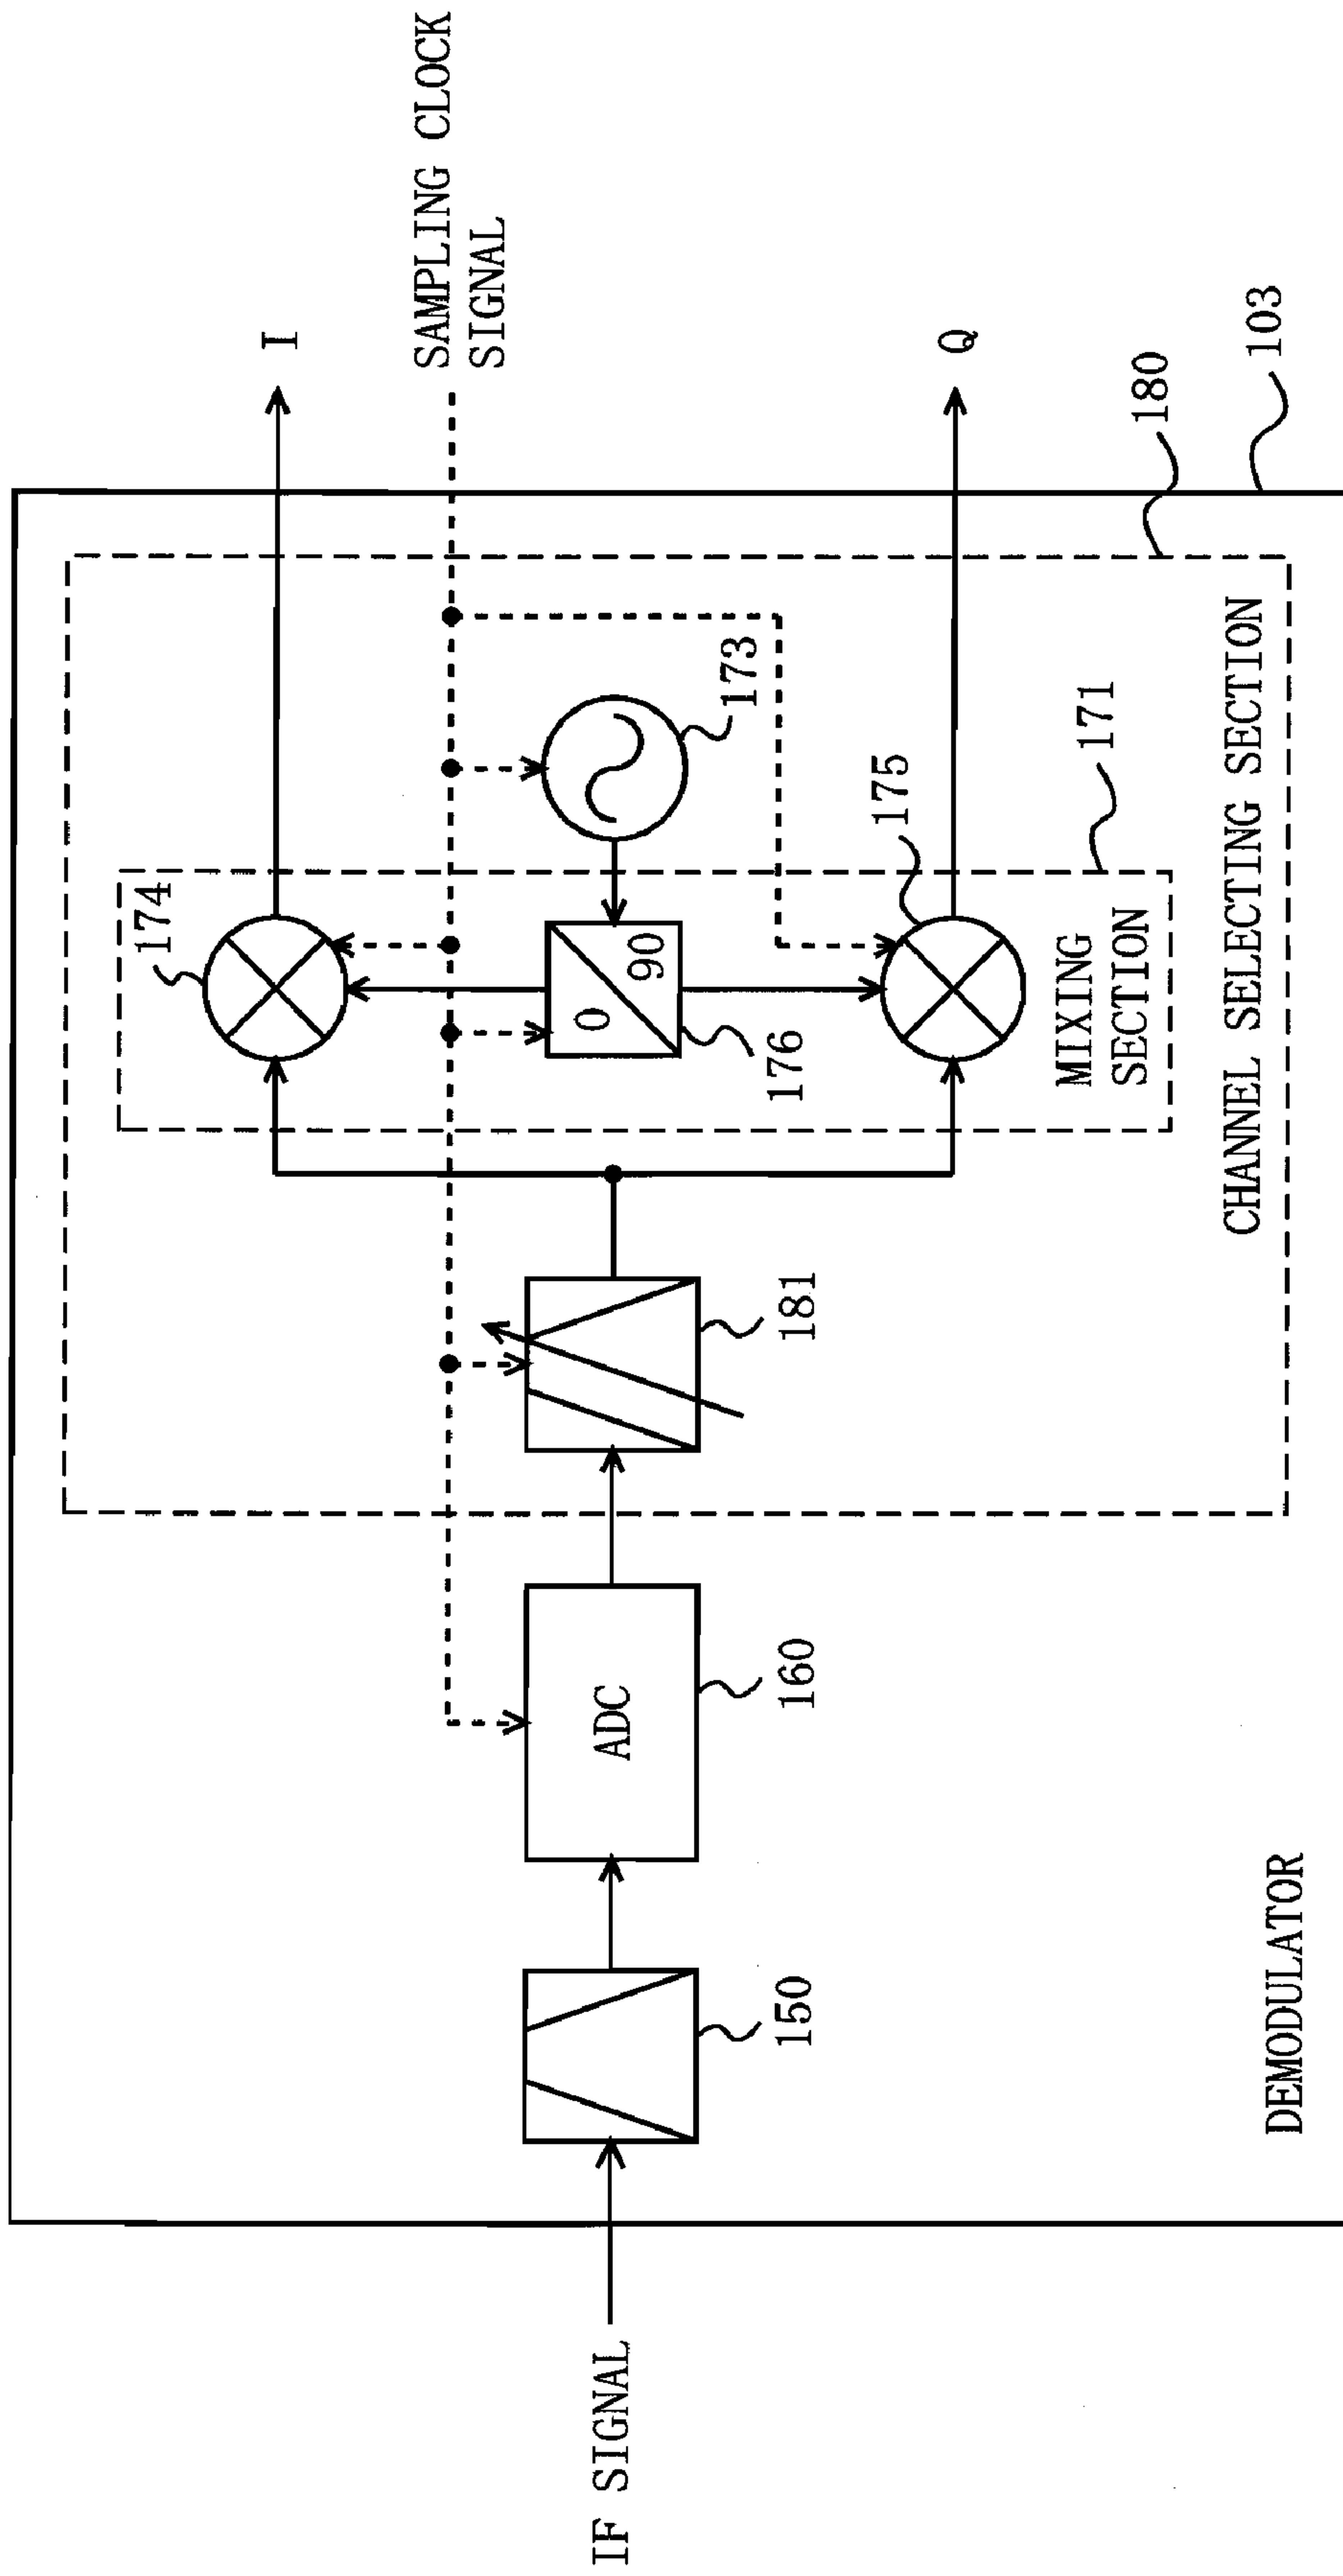 IF SIGNAL
150
ADC
160
181
174
0
90
176
173
175
MIXING
SECTION
171
CHANNEL SELECTING SECTION
180
DEMODULATOR
103
I
SAMPLING CLOCK
SIGNAL
Q